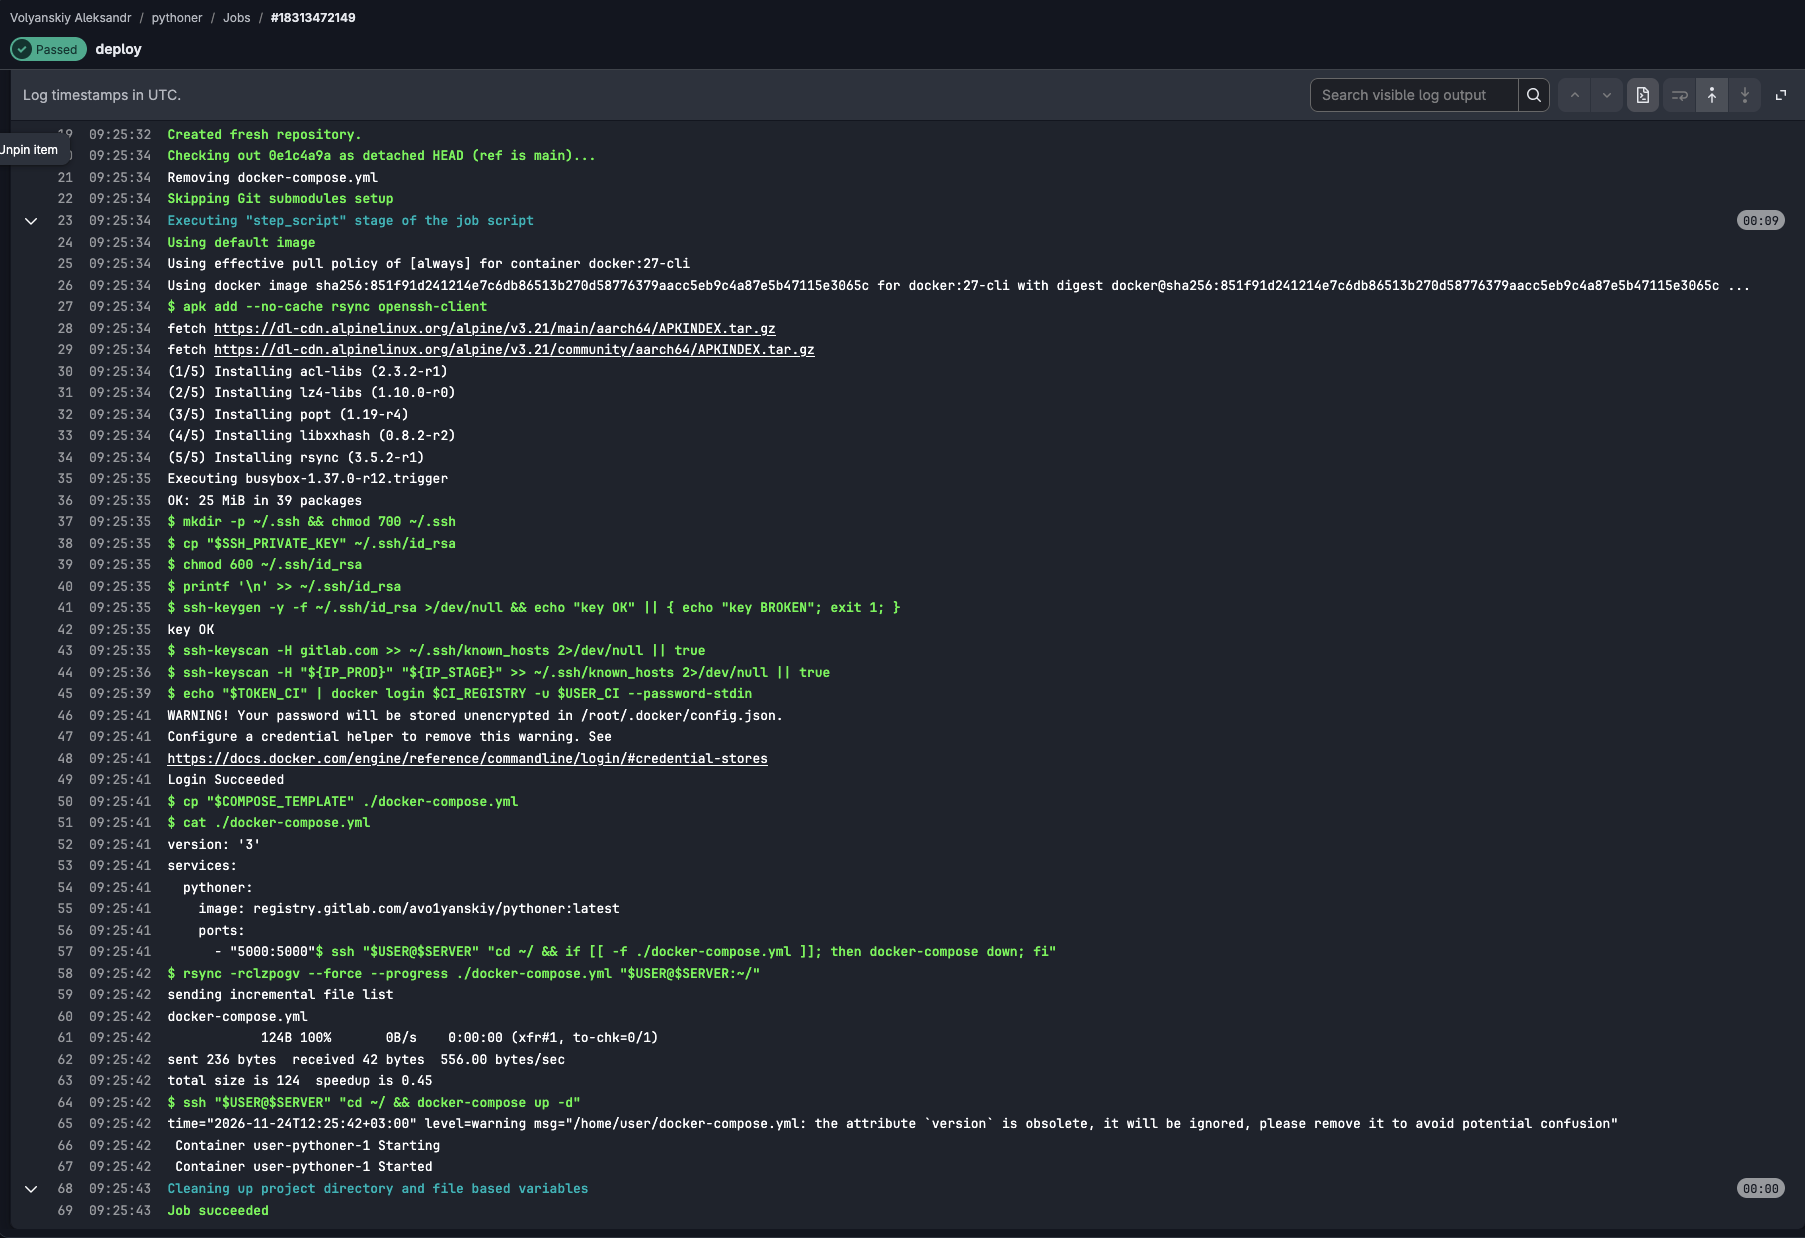 Volyanskiy Aleksandr / pythoner / Jobs / #18313472149
Passed deploy
Log timestamps in UTC.
Search visible log output
19 09:25:32 Created fresh repository.
Unpin item
09:25:34 Checking out 0e1c4a9a as detached HEAD (ref is main)...
21 09:25:34 Removing docker-compose.yml
22 09:25:34 Skipping Git submodules setup
23 09:25:34 Executing "step_script" stage of the job script 00:09
24 09:25:34 Using default image
25 09:25:34 Using effective pull policy of [always] for container docker:27-cli
26 09:25:34 Using docker image sha256:851f91d241214e7c6db86513b270d58776379aacc5eb9c4a87e5b47115e3065c for docker:27-cli with digest docker@sha256:851f91d241214e7c6db86513b270d58776379aacc5eb9c4a87e5b47115e3065c ...
27 09:25:34 $ apk add --no-cache rsync openssh-client
28 09:25:34 fetch https://dl-cdn.alpinelinux.org/alpine/v3.21/main/aarch64/APKINDEX.tar.gz
29 09:25:34 fetch https://dl-cdn.alpinelinux.org/alpine/v3.21/community/aarch64/APKINDEX.tar.gz
30 09:25:34 (1/5) Installing acl-libs (2.3.2-r1)
31 09:25:34 (2/5) Installing lz4-libs (1.10.0-r0)
32 09:25:34 (3/5) Installing popt (1.19-r4)
33 09:25:34 (4/5) Installing libxxhash (0.8.2-r2)
34 09:25:34 (5/5) Installing rsync (3.5.2-r1)
35 09:25:35 Executing busybox-1.37.0-r12.trigger
36 09:25:35 OK: 25 MiB in 39 packages
37 09:25:35 $ mkdir -p ~/.ssh && chmod 700 ~/.ssh
38 09:25:35 $ cp "$SSH_PRIVATE_KEY" ~/.ssh/id_rsa
39 09:25:35 $ chmod 600 ~/.ssh/id_rsa
40 09:25:35 $ printf '\n' >> ~/.ssh/id_rsa
41 09:25:35 $ ssh-keygen -y -f ~/.ssh/id_rsa >/dev/null && echo "key OK" || { echo "key BROKEN"; exit 1; }
42 09:25:35 key OK
43 09:25:35 $ ssh-keyscan -H gitlab.com >> ~/.ssh/known_hosts 2>/dev/null || true
44 09:25:36 $ ssh-keyscan -H "${IP_PROD}" "${IP_STAGE}" >> ~/.ssh/known_hosts 2>/dev/null || true
45 09:25:39 $ echo "$TOKEN_CI" | docker login $CI_REGISTRY -u $USER_CI --password-stdin
46 09:25:41 WARNING! Your password will be stored unencrypted in /root/.docker/config.json.
47 09:25:41 Configure a credential helper to remove this warning. See
48 09:25:41 https://docs.docker.com/engine/reference/commandline/login/#credential-stores
49 09:25:41 Login Succeeded
50 09:25:41 $ cp "$COMPOSE_TEMPLATE" ./docker-compose.yml
51 09:25:41 $ cat ./docker-compose.yml
52 09:25:41 version: '3'
53 09:25:41 services:
54 09:25:41 pythoner:
55 09:25:41 image: registry.gitlab.com/avo1yanskiy/pythoner:latest
56 09:25:41 ports:
57 09:25:41 - "5000:5000"$ ssh "$USER@$SERVER" "cd ~/ && if [[ -f ./docker-compose.yml ]]; then docker-compose down; fi"
58 09:25:42 $ rsync -rclzpogv --force --progress ./docker-compose.yml "$USER@$SERVER:~/"
59 09:25:42 sending incremental file list
60 09:25:42 docker-compose.yml
61 09:25:42 124B 100% 0B/s 0:00:00 (xfr#1, to-chk=0/1)
62 09:25:42 sent 236 bytes received 42 bytes 556.00 bytes/sec
63 09:25:42 total size is 124 speedup is 0.45
64 09:25:42 $ ssh "$USER@$SERVER" "cd ~/ && docker-compose up -d"
65 09:25:42 time="2026-11-24T12:25:42+03:00" level=warning msg="/home/user/docker-compose.yml: the attribute `version` is obsolete, it will be ignored, please remove it to avoid potential confusion"
66 09:25:42 Container user-pythoner-1 Starting
67 09:25:42 Container user-pythoner-1 Started
68 09:25:43 Cleaning up project directory and file based variables 00:00
69 09:25:43 Job succeeded